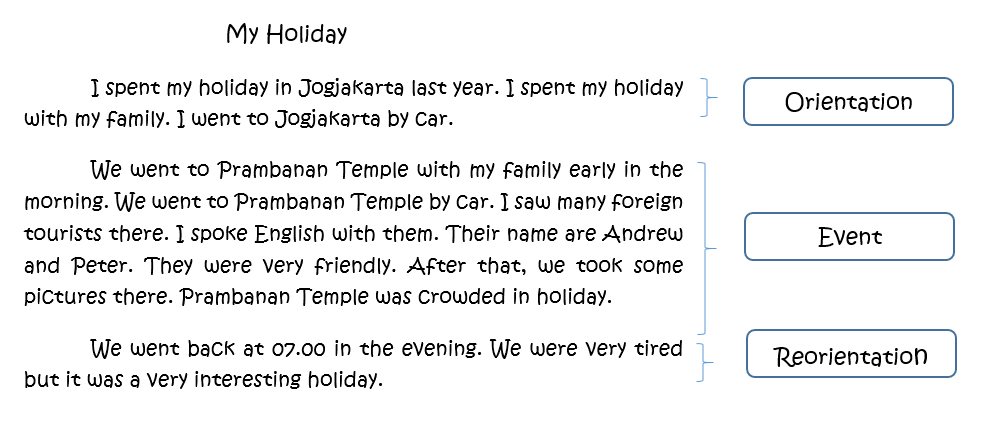 My Holiday
I spent my holiday in Jogjakarta last year. I spent my holiday
with my family. I went to Jogjakarta by car.
Orientation
We went to Prambanan Temple with my family early in the
morning. We went to Prambanan Temple by car. I saw many foreign
tourists there. I spoke English with them. Their name are Andrew
and Peter. They were very friendly. After that, we took some
pictures there. Prambanan Temple was crowded in holiday.
Event
We went back at 07.00 in the evening. We were very tired
but it was a very interesting holiday.
Reorientation